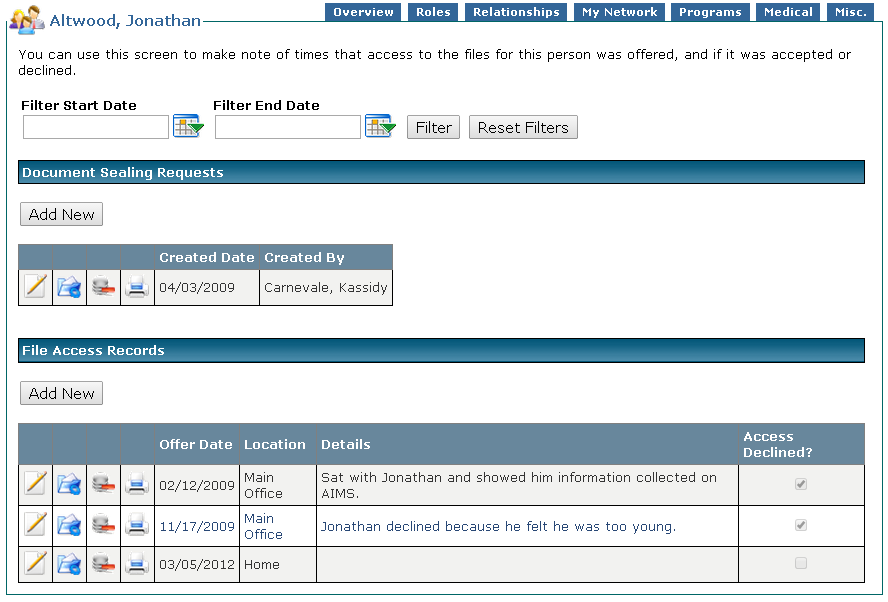 Altwood, Jonathan
Overview Roles Relationships My Network Programs Medical Misc.
You can use this screen to make note of times that access to the files for this person was offered, and if it was accepted or
declined.
Filter Start Date Filter End Date
Filter Reset Filters
Document Sealing Requests
Add New
Created Date Created By
04/03/2009 Carnevale, Kassidy
File Access Records
Add New
Offer Date Location Details Access
Declined?
02/12/2009 Main
Office Sat with Jonathan and showed him information collected on
AIMS.
11/17/2009 Main
Office Jonathan declined because he felt he was too young.
03/05/2012 Home